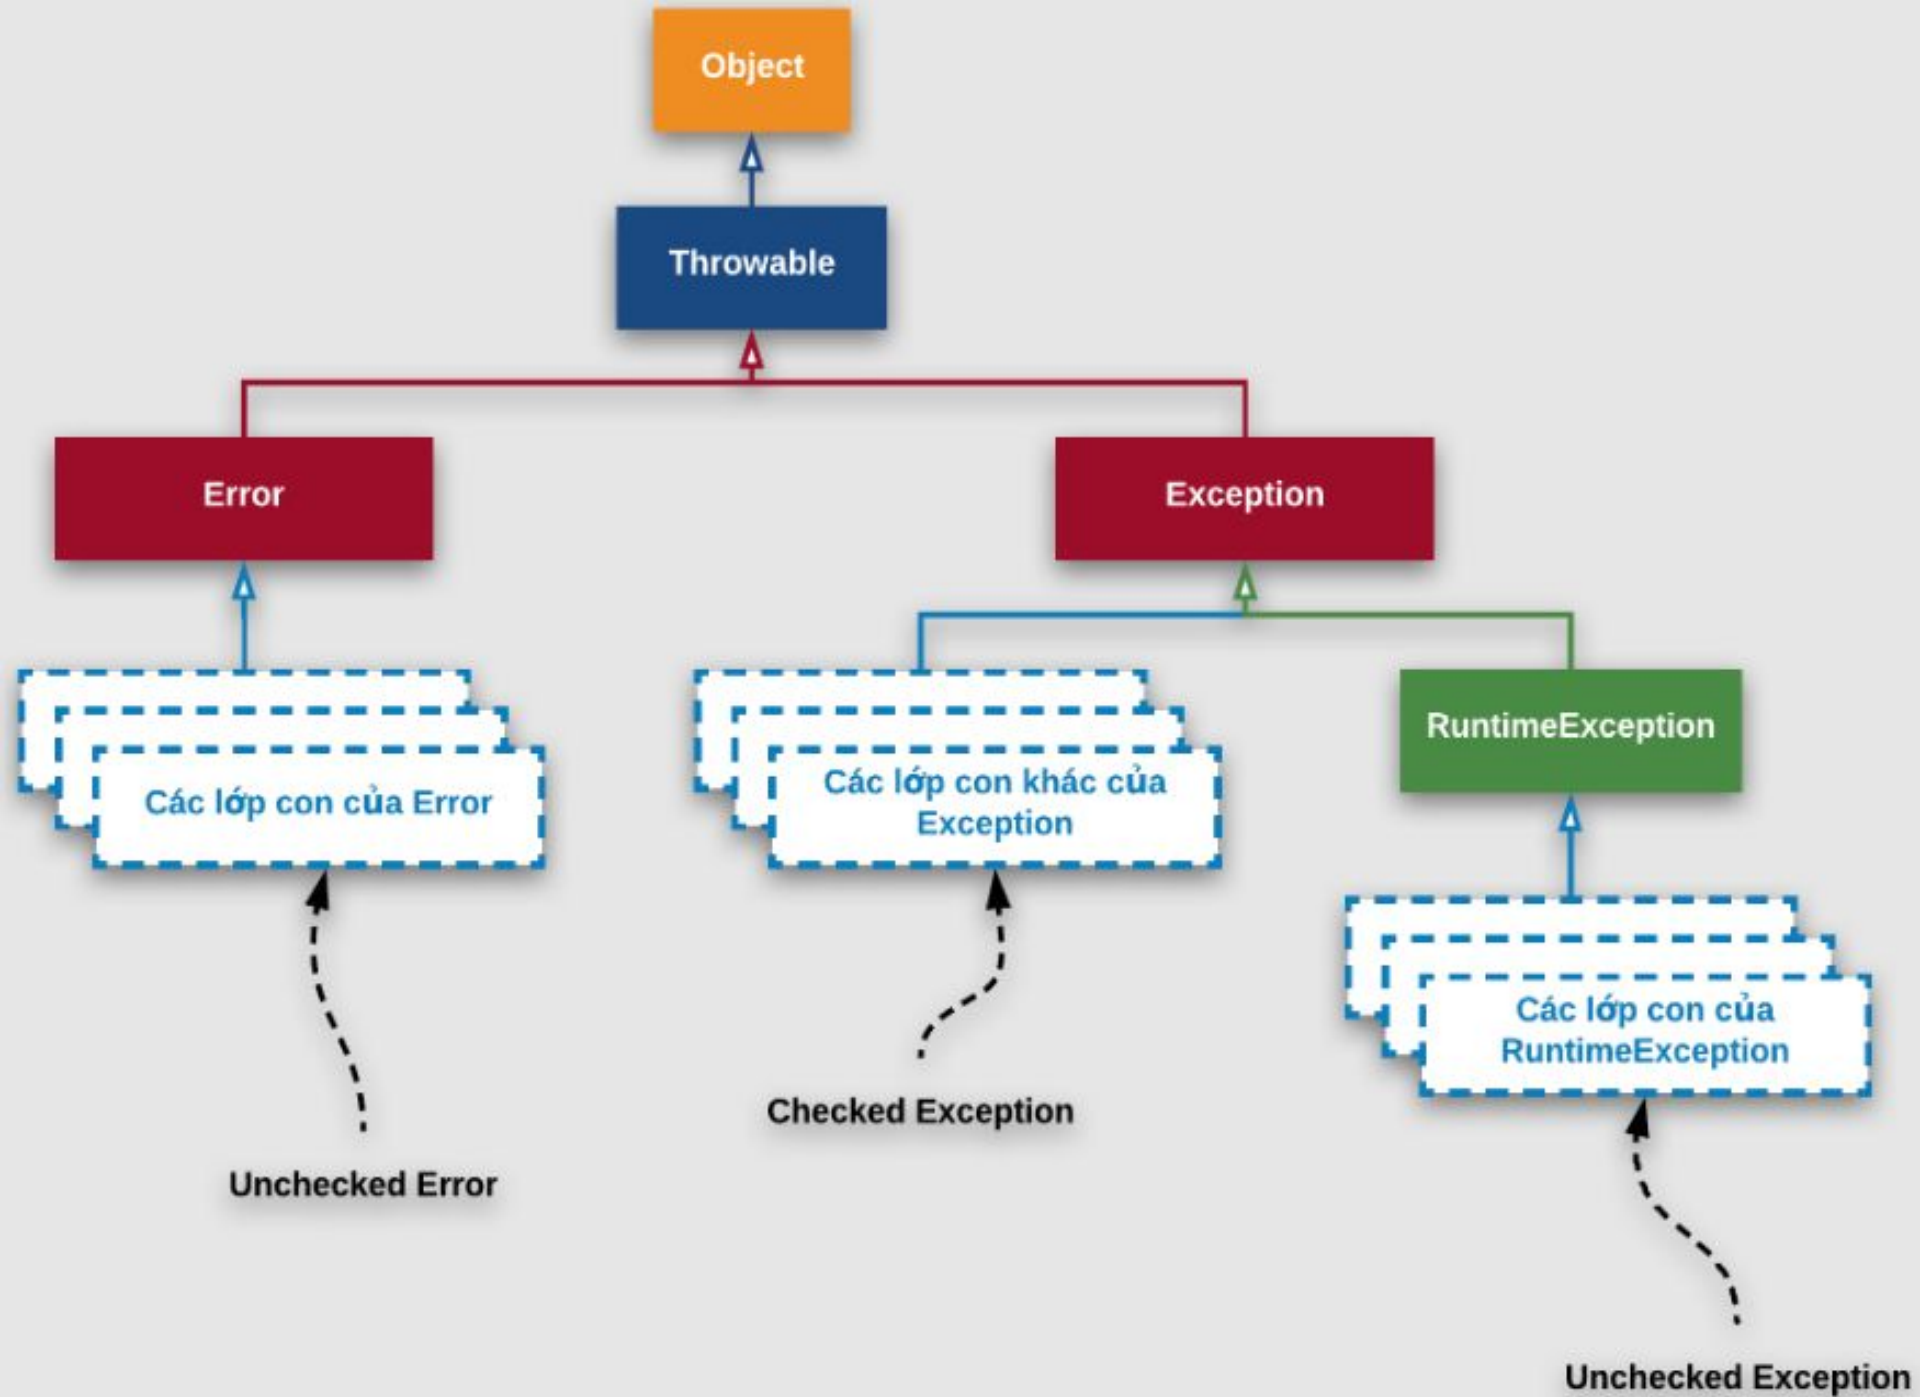 Object
Throwable
Error
Exception
RuntimeException
Các lớp con của Error
Các lớp con khác của
Exception
Các lớp con của
RuntimeException
Checked Exception
Unchecked Error
Unchecked Exception